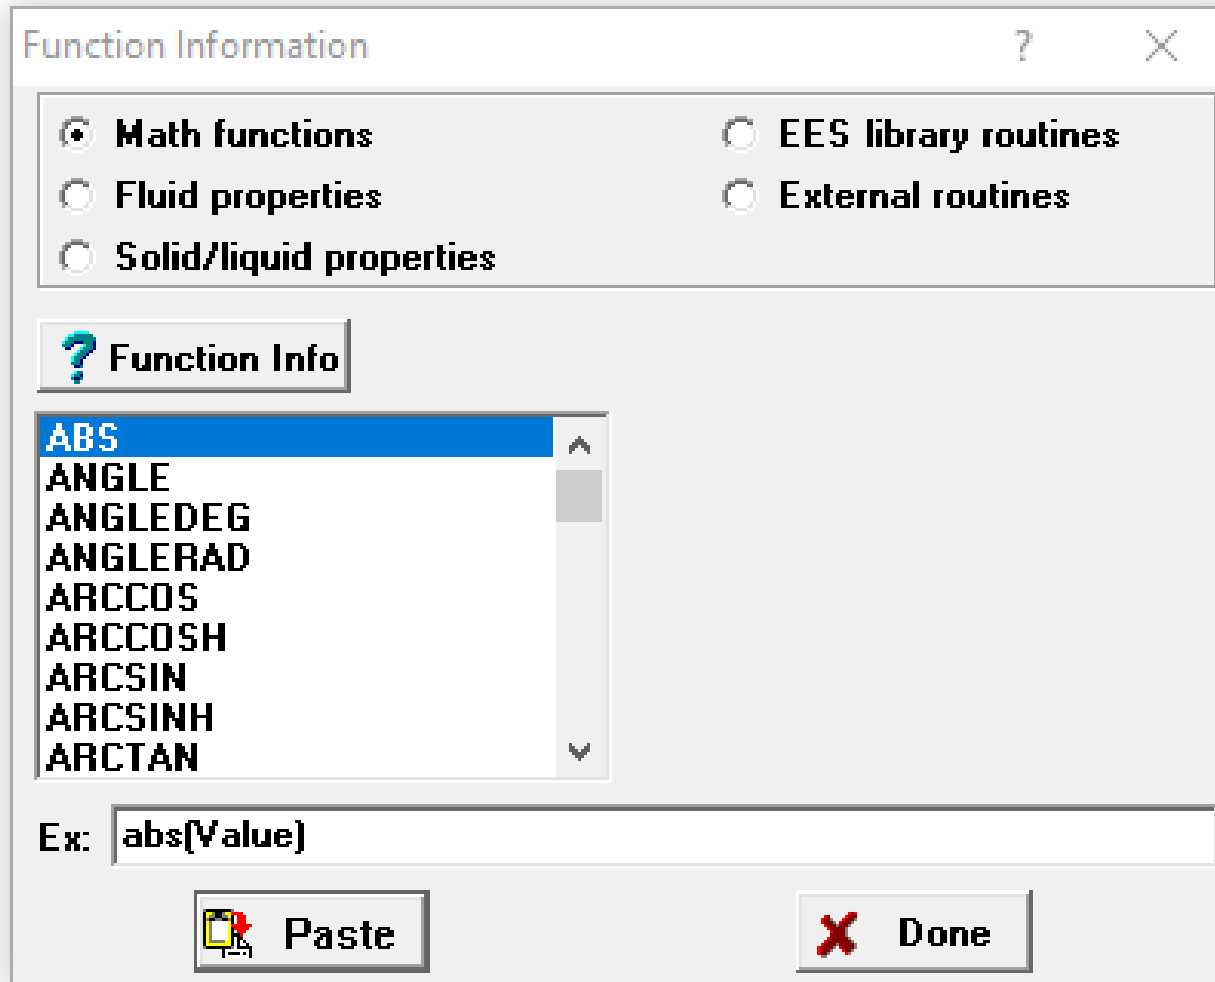 Function Information ?
Math functions
EES library routines
Fluid properties
External routines
Solid/liquid properties
? Function Info
ABS
ANGLE
ANGLEDEG
ANGLERAD
ARCCOS
ARCCOSH
ARCSIN
ARCSINH
ARCTAN
Ex: abs(Value)
Paste
Done